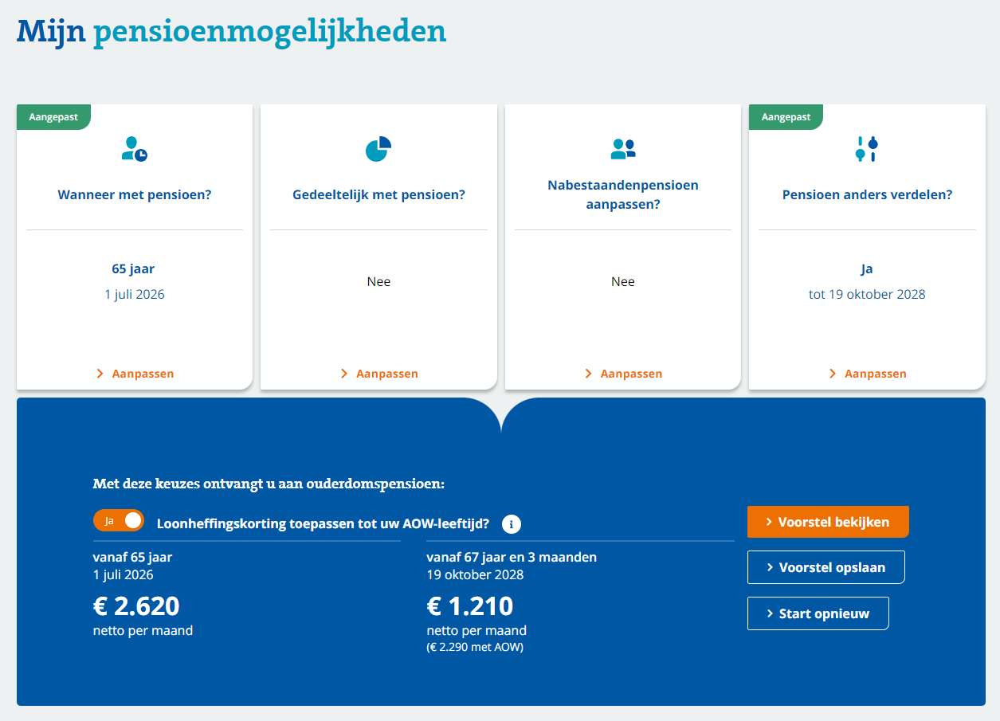 Mijn pensioenmogelijkheden
Aangepast
Wanneer met pensioen?
65 jaar
1 juli 2026
Aanpassen
Gedeeltelijk met pensioen?
Nee
Aanpassen
Nabestaandenpensioen
aanpassen?
Nee
Aanpassen
Aangepast
Pensioen anders verdelen?
Ja
tot 19 oktober 2028
Aanpassen
Met deze keuzes ontvangt u aan ouderdomspensioen:
Ja
Loonheffingskorting toepassen tot uw AOW-leeftijd?
i
vanaf 65 jaar
1 juli 2026
€ 2.620
netto per maand
vanaf 67 jaar en 3 maanden
19 oktober 2028
€ 1.210
netto per maand
(€ 2.290 met AOW)
Voorstel bekijken
Voorstel opslaan
Start opnieuw